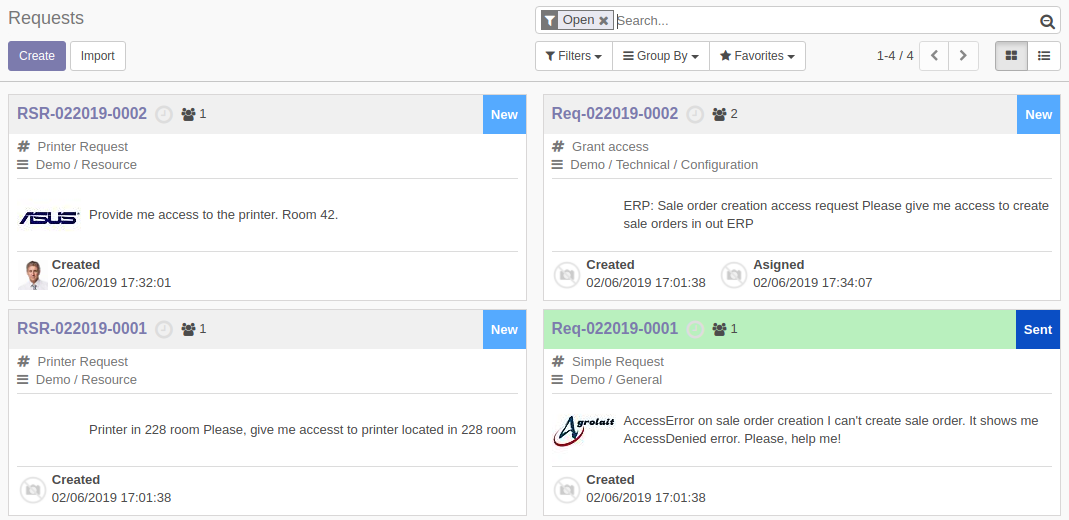 Requests
Open Search...
Create Import
Filters Group By Favorites 1-4 / 4
RSR-022019-0002 1 New
# Printer Request
Demo / Resource
ASUS
Provide me access to the printer. Room 42.
Created
02/06/2019 17:32:01
Req-022019-0002 2 New
# Grant access
Demo / Technical / Configuration
ERP: Sale order creation access request Please give me access to create
sale orders in out ERP
Created Asigned
02/06/2019 17:01:38 02/06/2019 17:34:07
RSR-022019-0001 1 New
# Printer Request
Demo / Resource
Printer in 228 room Please, give me accesst to printer located in 228 room
Created
02/06/2019 17:01:38
Req-022019-0001 1 Sent
# Simple Request
Demo / General
Agrolait
AccessError on sale order creation I can't create sale order. It shows me
AccessDenied error. Please, help me!
Created
02/06/2019 17:01:38